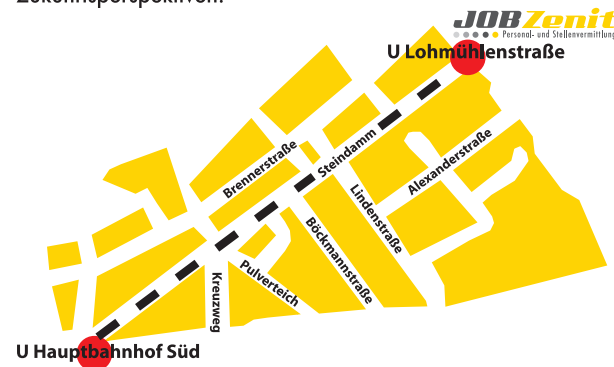 JOBZenit
Personal- und Stellenvermittlung
U Lohmühlenstraße
Brennerstraße
Steindamm
Alexanderstraße
Lindenstraße
Böckmannstraße
Pulverteich
Kreuzweg
U Hauptbahnhof Süd